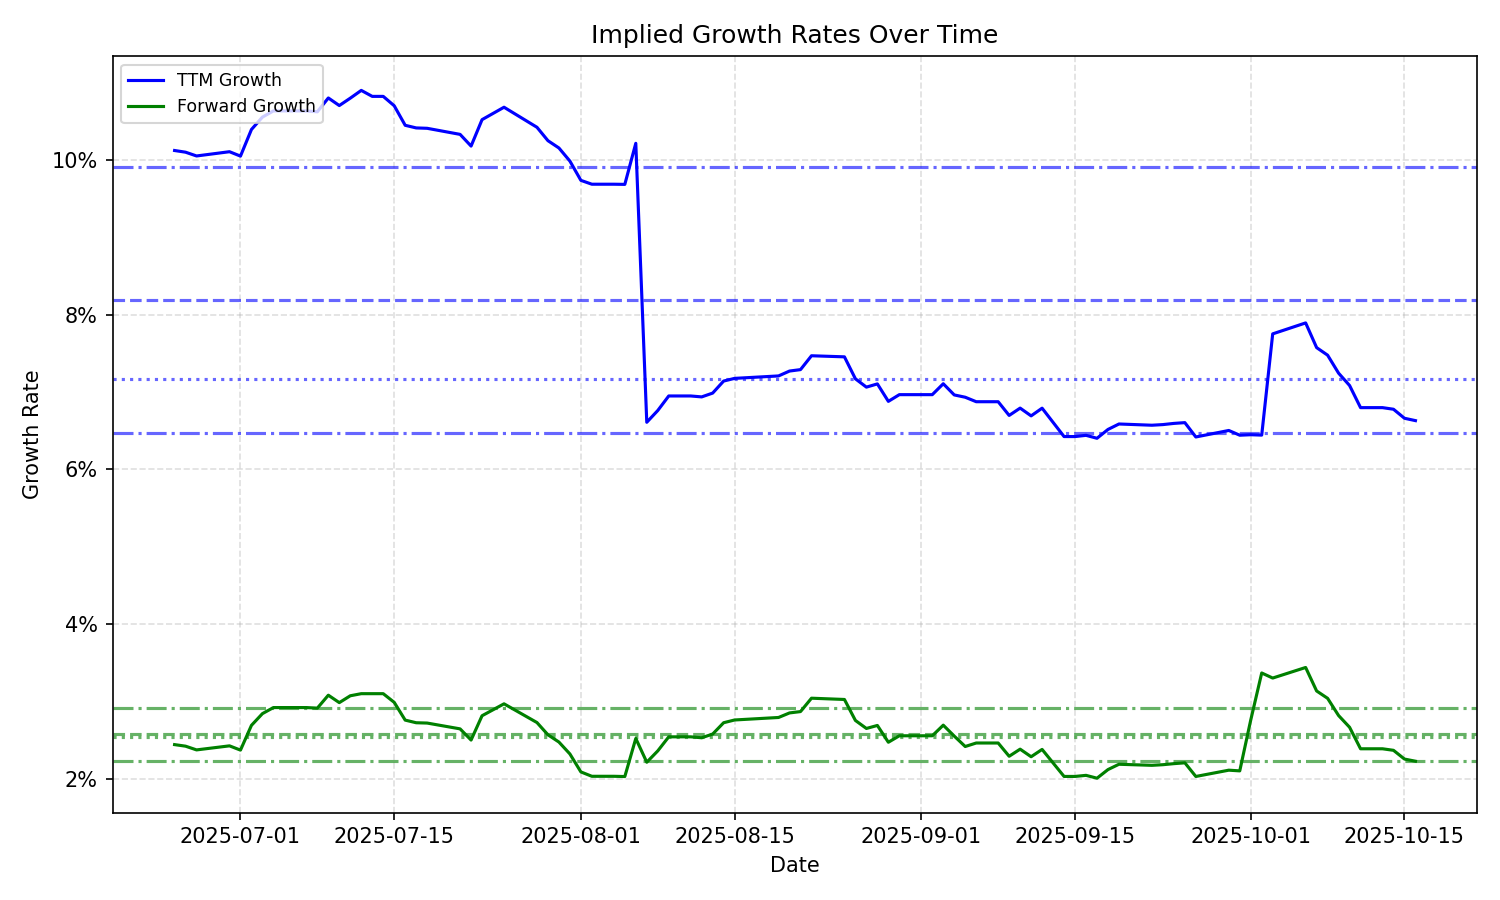 Implied Growth Rates Over Time
TTM Growth
Forward Growth
10%
8%
6%
4%
2%
Growth Rate
2025-07-01
2025-07-15
2025-08-01
2025-08-15
2025-09-01
2025-09-15
2025-10-01
2025-10-15
Date